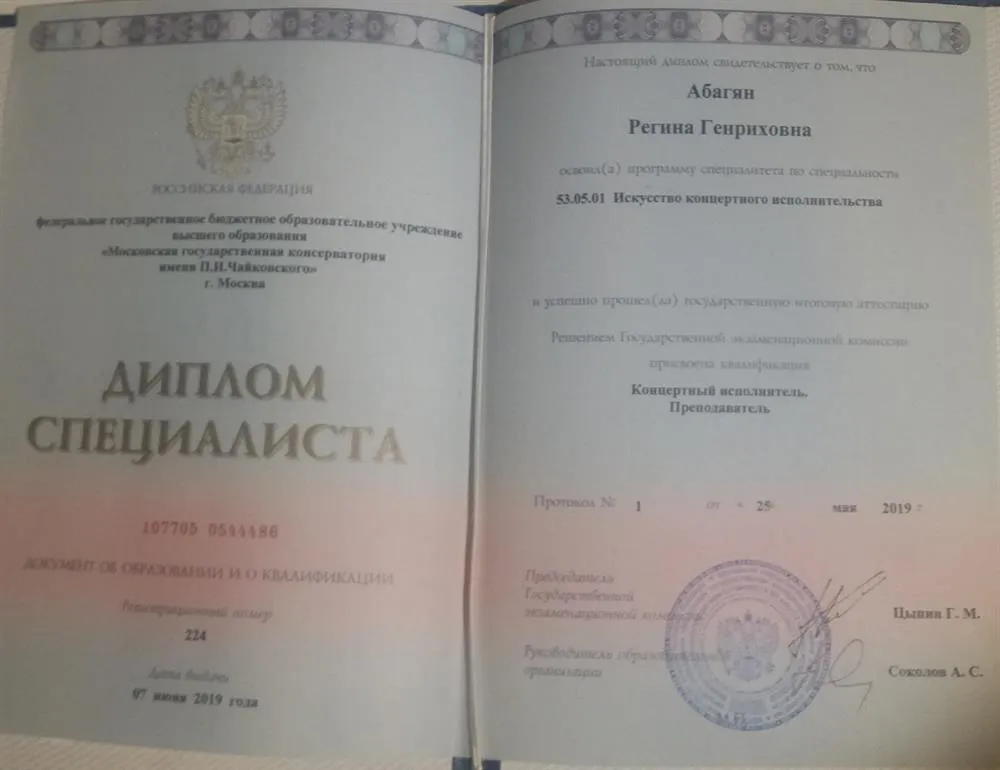 РОССИЙСКАЯ ФЕДЕРАЦИЯ
федеральное государственное бюджетное образовательное учреждение
высшего образования
«Московская государственная консерватория
имени П.И.Чайковского»
г. Москва
ДИПЛОМ
СПЕЦИАЛИСТА
107705 0544486
ДОКУМЕНТ ОБ ОБРАЗОВАНИИ И О КВАЛИФИКАЦИИ
Регистрационный номер
224
Дата выдачи
07 июня 2019 года
Настоящий диплом свидетельствует о том, что
Абагян
Регина Генриховна
освоил(а) программу специалитета по специальности
53.05.01 Искусство концертного исполнительства
и успешно прошел(ла) государственную итоговую аттестацию
Решением Государственной экзаменационной комиссии
присвоена квалификация
Концертный исполнитель.
Преподаватель
Протокол № 1 от « 25 мая 2019 г
Председатель
Государственной
экзаменационной комиссии
Цыпин Г. М.
Руководитель образовательной
организации
Соколов А. С.